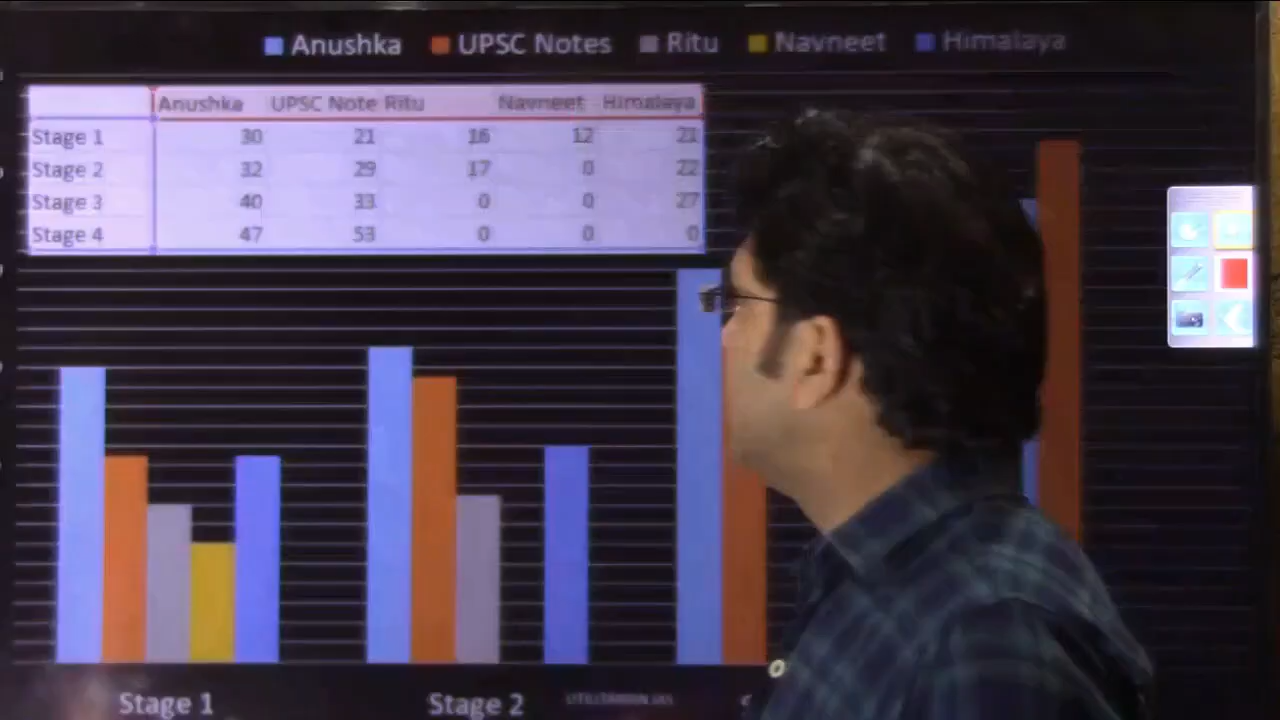 Anushka UPSC Notes Ritu Navneet Himalaya
Anushka UPSC Note Ritu Navneet Himalaya
Stage 1 30 21 16 12 21
Stage 2 32 29 17 0 22
Stage 3 40 33 0 0 27
Stage 4 47 53 0 0 0
Stage 1 Stage 2